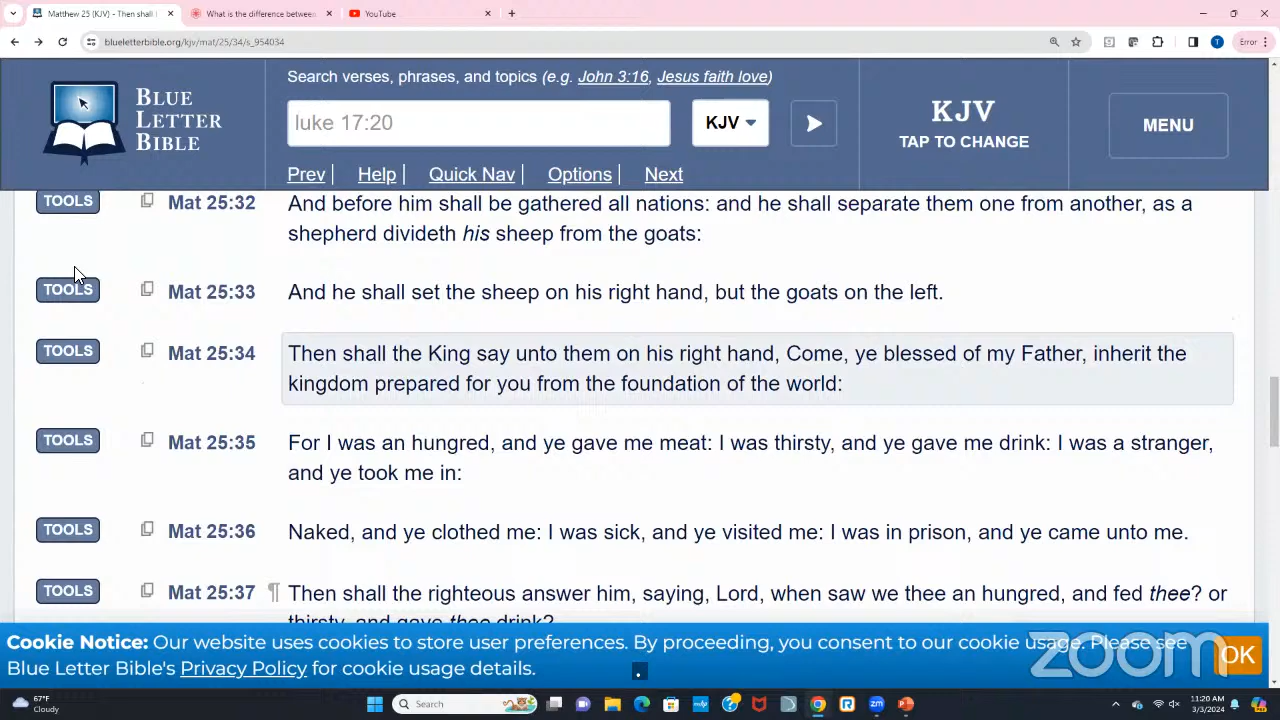 Matthew 25 (KJV) - Then shall
What is the difference between
YouTube
blueletterbible.org/kjv/mat/25/34/s_954034
Error
Search verses, phrases, and topics (e.g. John 3:16, Jesus faith love)
BLUE
LETTER
BIBLE
luke 17:20
KJV
KJV
TAP TO CHANGE
MENU
Prev | Help | Quick Nav | Options | Next
TOOLS Mat 25:32 And before him shall be gathered all nations: and he shall separate them one from another, as a
shepherd divideth his sheep from the goats:
TOOLS Mat 25:33 And he shall set the sheep on his right hand, but the goats on the left.
TOOLS Mat 25:34 Then shall the King say unto them on his right hand, Come, ye blessed of my Father, inherit the
kingdom prepared for you from the foundation of the world:
TOOLS Mat 25:35 For I was an hungred, and ye gave me meat: I was thirsty, and ye gave me drink: I was a stranger,
and ye took me in:
TOOLS Mat 25:36 Naked, and ye clothed me: I was sick, and ye visited me: I was in prison, and ye came unto me.
TOOLS Mat 25:37 ¶ Then shall the righteous answer him, saying, Lord, when saw we thee an hungred, and fed thee? or
thirsty, and gave thee drink?
Cookie Notice: Our website uses cookies to store user preferences. By proceeding, you consent to our cookie usage. Please see
Blue Letter Bible's Privacy Policy for cookie usage details.
OK
zoom
67°F
Cloudy
Search
11:20 AM
3/3/2024